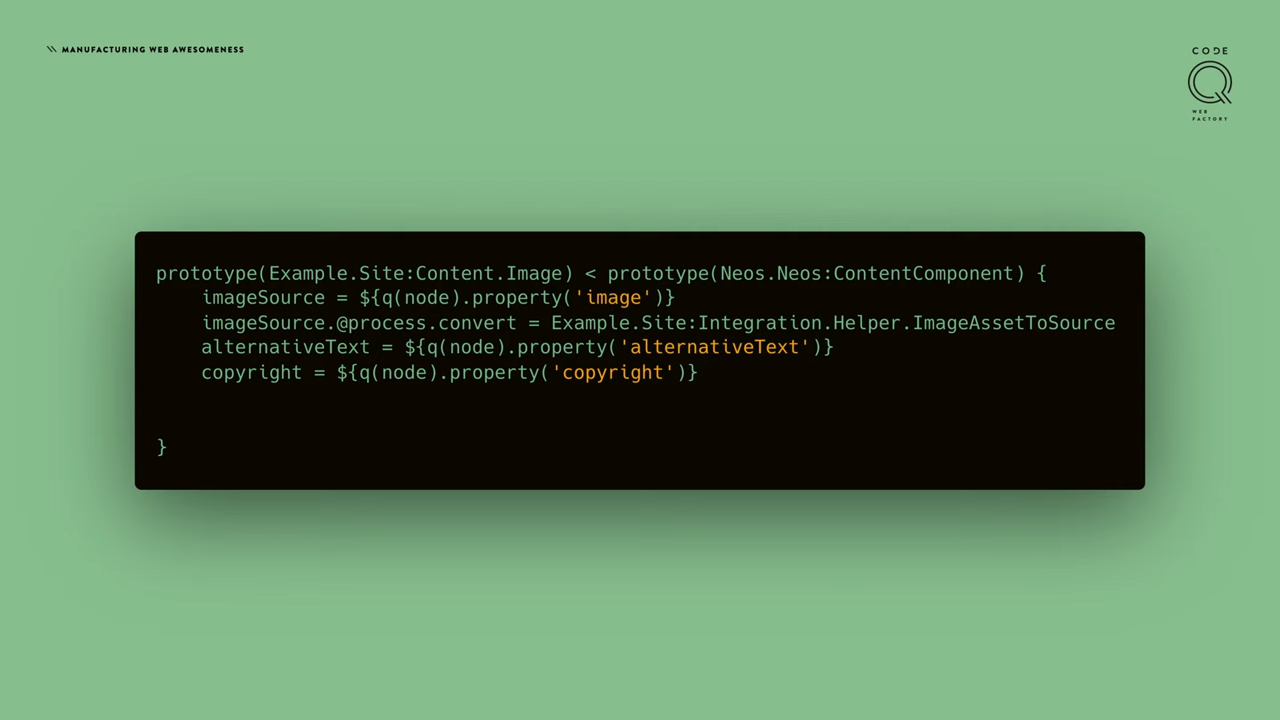 \\ MANUFACTURING WEB AWESOMENESS
CODE
Q
WEB
FACTORY
prototype(Example.Site:Content.Image) < prototype(Neos.Neos:ContentComponent) {
    imageSource = ${q(node).property('image')}
    imageSource.@process.convert = Example.Site:Integration.Helper.ImageAssetToSource
    alternativeText = ${q(node).property('alternativeText')}
    copyright = ${q(node).property('copyright')}
}